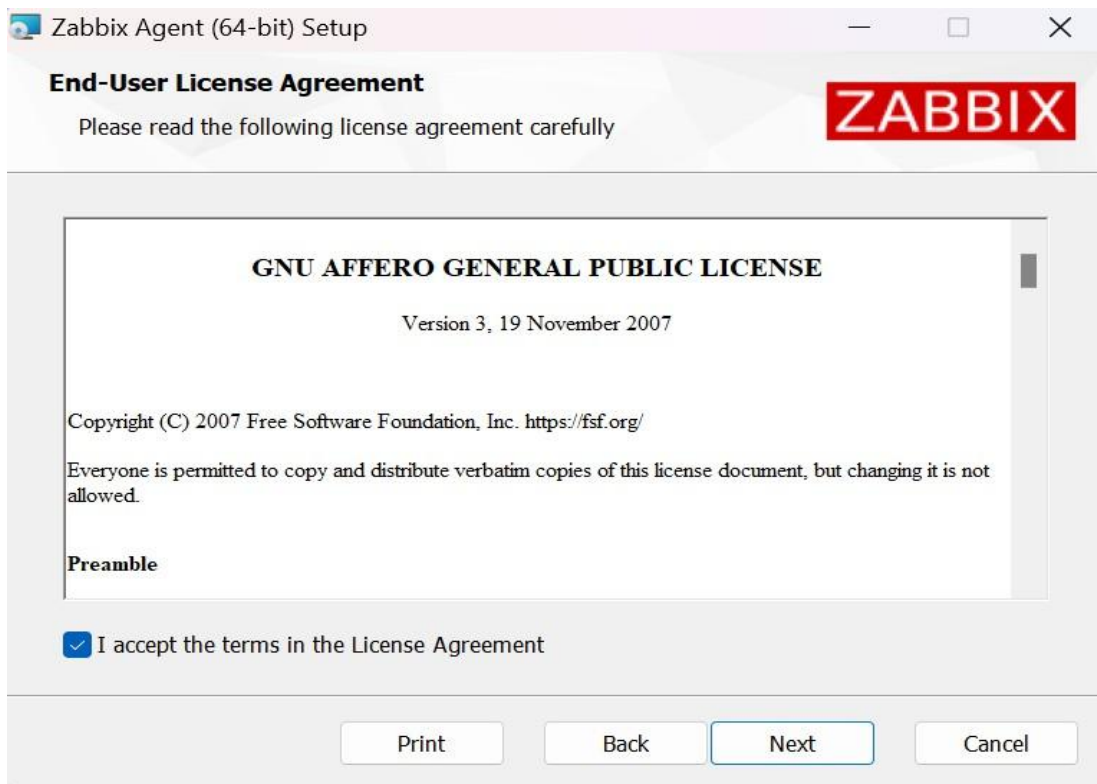 Zabbix Agent (64-bit) Setup
End-User License Agreement
Please read the following license agreement carefully
ZABBIX
GNU AFFERO GENERAL PUBLIC LICENSE
Version 3, 19 November 2007
Copyright (C) 2007 Free Software Foundation, Inc. https://fsf.org/
Everyone is permitted to copy and distribute verbatim copies of this license document, but changing it is not
allowed.
Preamble
I accept the terms in the License Agreement
Print
Back
Next
Cancel